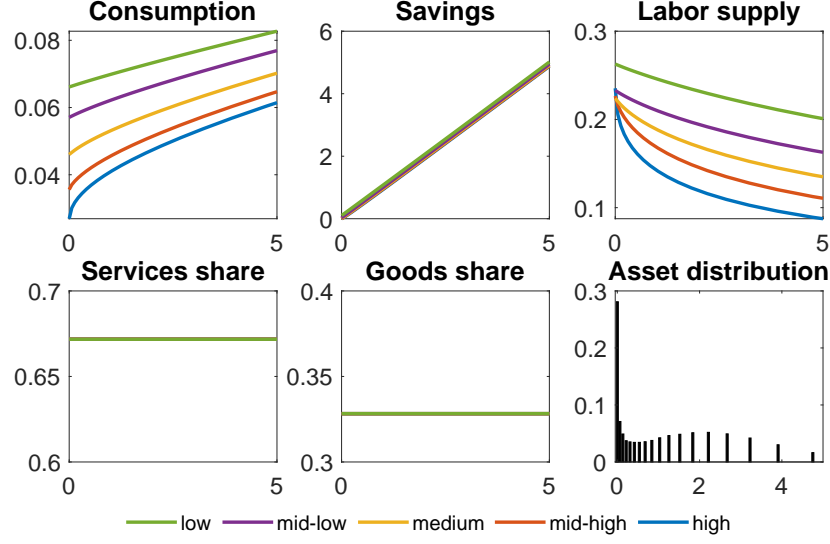 Consumption Savings Labor supply
0.08 6 0.3
0.06 4 0.2
0.04 2 0.1
0
0 5 0 5 0 5
Services share Goods share Asset distribution
0.7 0.4 0.3
0.65 0.35 0.2
0.1
0.6 0.3 0
0 5 0 5 0 2 4
low mid-low medium mid-high high